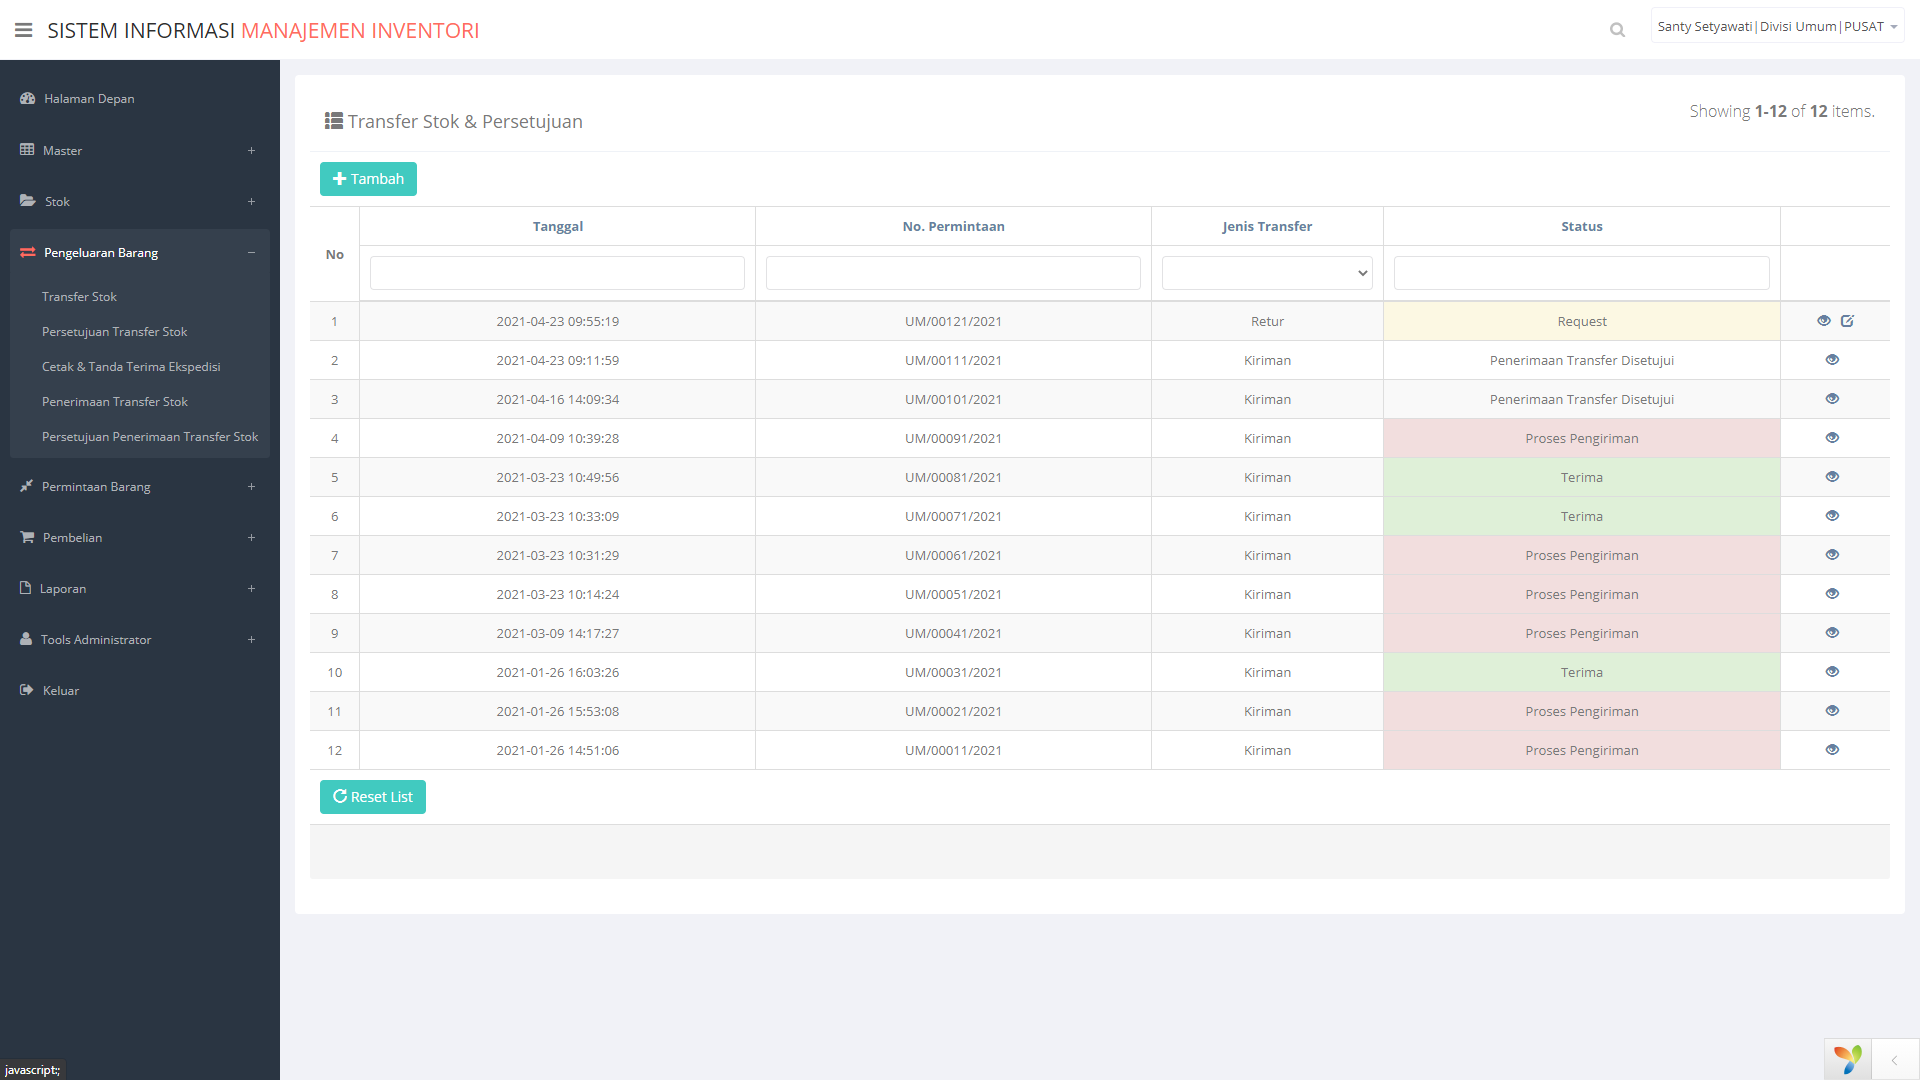 SISTEM INFORMASI MANAJEMEN INVENTORI
Santy Setyawati|Divisi Umum|PUSAT
Halaman Depan
Master +
Stok +
Pengeluaran Barang −
Transfer Stok
Persetujuan Transfer Stok
Cetak & Tanda Terima Ekspedisi
Penerimaan Transfer Stok
Persetujuan Penerimaan Transfer Stok
Permintaan Barang +
Pembelian +
Laporan +
Tools Administrator +
Keluar
Transfer Stok & Persetujuan
Showing 1-12 of 12 items.
Tambah
No Tanggal No. Permintaan Jenis Transfer Status
1 2021-04-23 09:55:19 UM/00121/2021 Retur Request
2 2021-04-23 09:11:59 UM/00111/2021 Kiriman Penerimaan Transfer Disetujui
3 2021-04-16 14:09:34 UM/00101/2021 Kiriman Penerimaan Transfer Disetujui
4 2021-04-09 10:39:28 UM/00091/2021 Kiriman Proses Pengiriman
5 2021-03-23 10:49:56 UM/00081/2021 Kiriman Terima
6 2021-03-23 10:33:09 UM/00071/2021 Kiriman Terima
7 2021-03-23 10:31:29 UM/00061/2021 Kiriman Proses Pengiriman
8 2021-03-23 10:14:24 UM/00051/2021 Kiriman Proses Pengiriman
9 2021-03-09 14:17:27 UM/00041/2021 Kiriman Proses Pengiriman
10 2021-01-26 16:03:26 UM/00031/2021 Kiriman Terima
11 2021-01-26 15:53:08 UM/00021/2021 Kiriman Proses Pengiriman
12 2021-01-26 14:51:06 UM/00011/2021 Kiriman Proses Pengiriman
Reset List
javascript:;